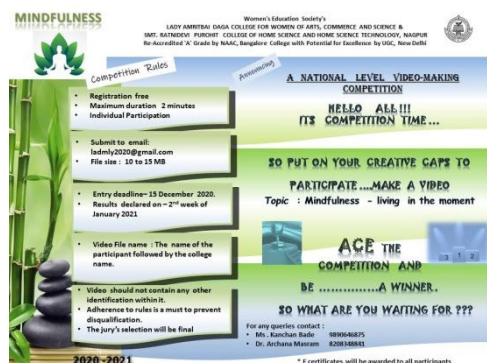 MINDFULNESS
Women's Education Society's
LADY AMRITBAI DAGA COLLEGE FOR WOMEN OF ARTS, COMMERCE AND SCIENCE &
SMT. RATNIDEVI PUROHIT COLLEGE OF HOME SCIENCE AND HOME SCIENCE TECHNOLOGY, NAGPUR
Re-Accredited 'A' Grade by NAAC, Bangalore College with Potential for Excellence by UGC, New Delhi
Competition Rules
• Registration free
• Maximum duration 2 minutes
• Individual Participation
• Submit to email:
ladmly2020@gmail.com
• File size : 10 to 15 MB
• Entry deadline– 15 December 2020.
• Results declared on – 2nd week of
January 2021
• Video File name : The name of the
participant followed by the college
name.
• Video should not contain any other
identification within it.
• Adherence to rules is a must to prevent
disqualification.
• The jury's selection will be final
2020 -2021
Announcing
A NATIONAL LEVEL VIDEO-MAKING
COMPETITION
HELLO ALL!!!
ITS COMPETITION TIME...
SO PUT ON YOUR CREATIVE CAPS TO
PARTICIPATE....MAKE A VIDEO
Topic : Mindfulness - living in the moment
ACE THE
COMPETITION AND
BE ...............A WINNER.
SO WHAT ARE YOU WAITING FOR ???
For any queries contact :
• Ms . Kanchan Bade 9890646875
• Dr. Archana Masram 8208348841
* E certificates will be awarded to all participants